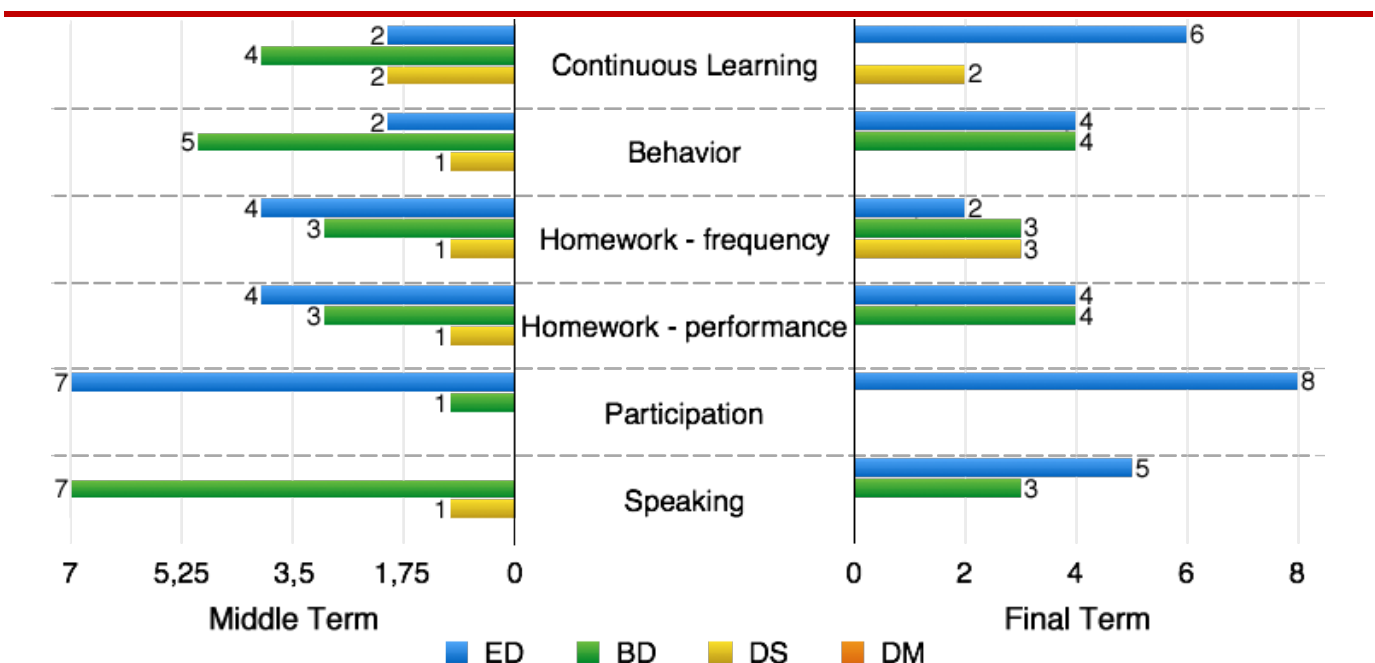 2
4
2
Continuous Learning
6
2
2
5
1
Behavior
4
4
4
3
1
Homework - frequency
2
3
3
4
3
1
Homework - performance
4
4
7
1
Participation
8
7
1
Speaking
5
3
7 5,25 3,5 1,75 0
0 2 4 6 8
Middle Term
Final Term
ED BD DS DM